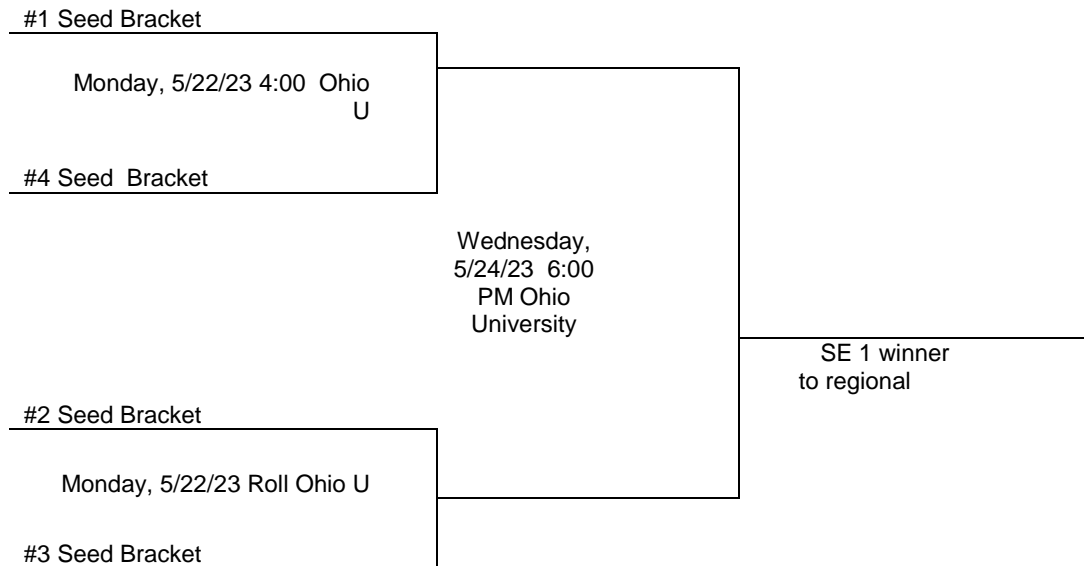 #1 Seed Bracket
Monday, 5/22/23 4:00  Ohio
U
#4 Seed  Bracket
Wednesday,
5/24/23  6:00
PM Ohio
University
SE 1 winner
to regional
#2 Seed Bracket
Monday, 5/22/23 Roll Ohio U
#3 Seed Bracket